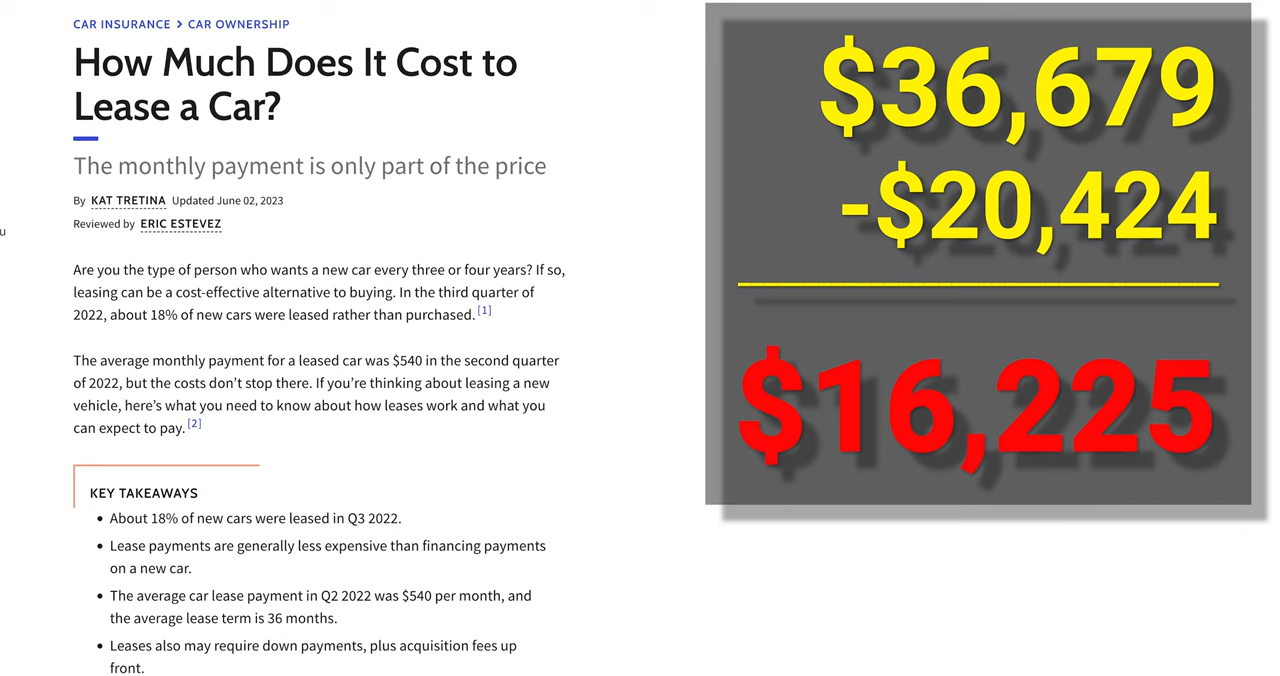 CAR INSURANCE > CAR OWNERSHIP
How Much Does It Cost to
Lease a Car?
The monthly payment is only part of the price
By KAT TRETINA Updated June 02, 2023
Reviewed by ERIC ESTEVEZ
u
Are you the type of person who wants a new car every three or four years? If so,
leasing can be a cost-effective alternative to buying. In the third quarter of
2022, about 18% of new cars were leased rather than purchased. [1]
The average monthly payment for a leased car was $540 in the second quarter
of 2022, but the costs don’t stop there. If you’re thinking about leasing a new
vehicle, here’s what you need to know about how leases work and what you
can expect to pay. [2]
KEY TAKEAWAYS
• About 18% of new cars were leased in Q3 2022.
• Lease payments are generally less expensive than financing payments
on a new car.
• The average car lease payment in Q2 2022 was $540 per month, and
the average lease term is 36 months.
• Leases also may require down payments, plus acquisition fees up
front.
$36,679
-$20,424
$16,225